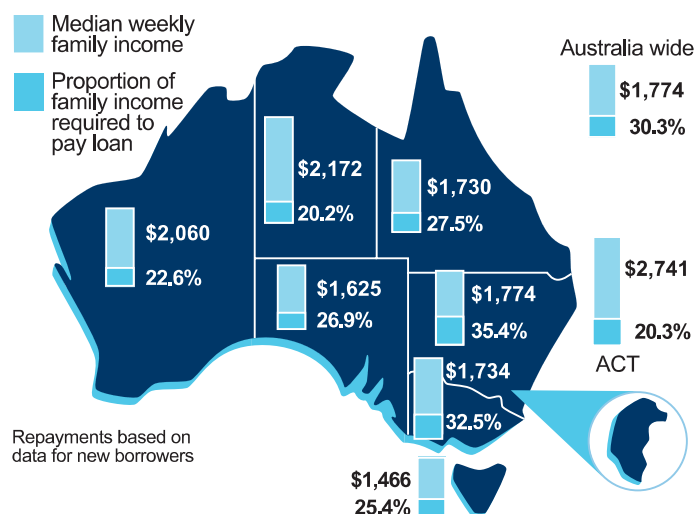 Median weekly
family income
Proportion of
family income
required to
pay loan
Australia wide
$1,774
30.3%
$2,172
20.2%
$1,730
27.5%
$2,060
22.6%
$1,625
26.9%
$1,774
35.4%
$2,741
20.3%
ACT
$1,734
32.5%
Repayments based on
data for new borrowers
$1,466
25.4%